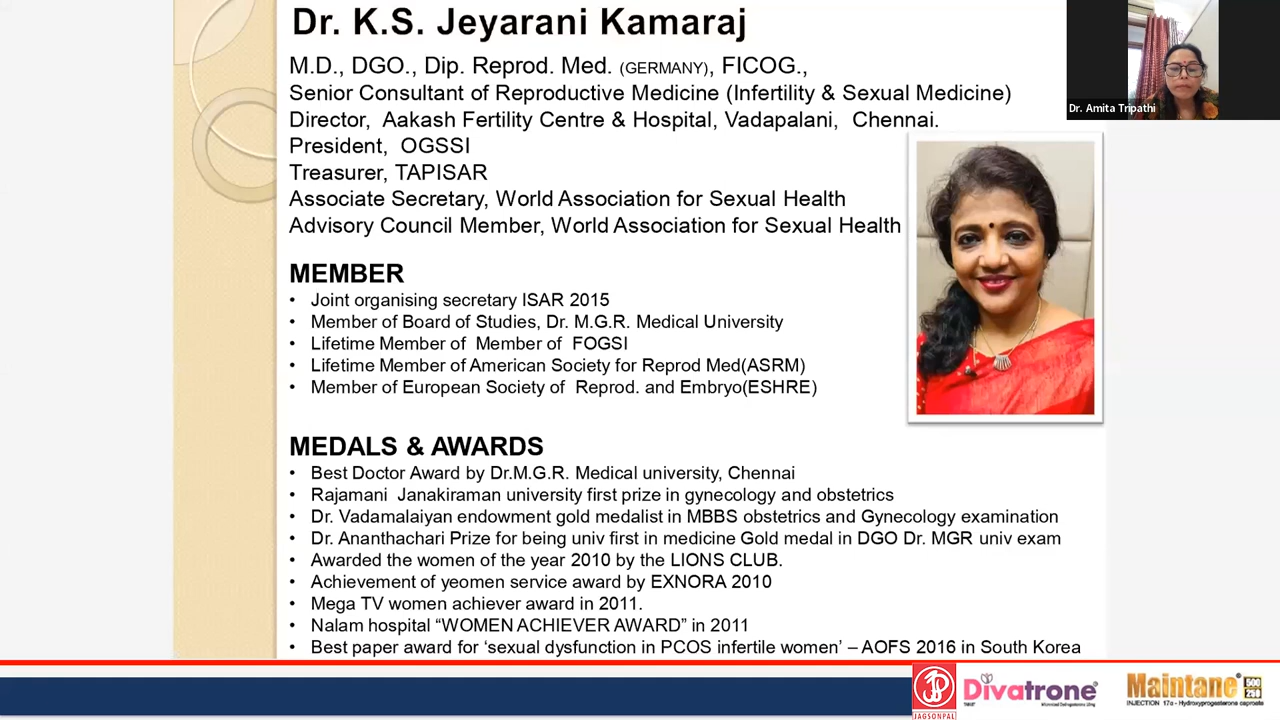 Dr. K.S. Jeyarani Kamaraj
M.D., DGO., Dip. Reprod. Med. (GERMANY), FICOG.,
Senior Consultant of Reproductive Medicine (Infertility & Sexual Medicine)
Director, Aakash Fertility Centre & Hospital, Vadapalani, Chennai.
President, OGSSI
Treasurer, TAPISAR
Associate Secretary, World Association for Sexual Health
Advisory Council Member, World Association for Sexual Health
MEMBER
• Joint organising secretary ISAR 2015
• Member of Board of Studies, Dr. M.G.R. Medical University
• Lifetime Member of Member of FOGSI
• Lifetime Member of American Society for Reprod Med(ASRM)
• Member of European Society of Reprod. and Embryo(ESHRE)
MEDALS & AWARDS
• Best Doctor Award by Dr.M.G.R. Medical university, Chennai
• Rajamani Janakiraman university first prize in gynecology and obstetrics
• Dr. Vadamalaiyan endowment gold medalist in MBBS obstetrics and Gynecology examination
• Dr. Ananthachari Prize for being univ first in medicine Gold medal in DGO Dr. MGR univ exam
• Awarded the women of the year 2010 by the LIONS CLUB.
• Achievement of yeomen service award by EXNORA 2010
• Mega TV women achiever award in 2011.
• Nalam hospital “WOMEN ACHIEVER AWARD” in 2011
• Best paper award for ‘sexual dysfunction in PCOS infertile women’ – AOFS 2016 in South Korea
Dr. Amita Tripathi
JAGSONPAL
Divatrone®
Maintane® 500 250
INJECTION 17α - Hydroxyprogesterone caproate